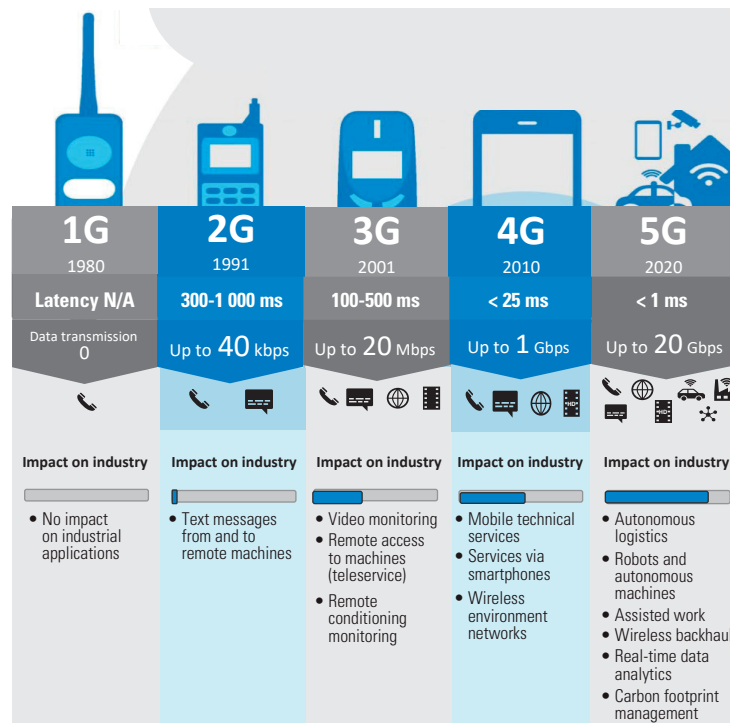 1G
1980
Latency N/A
Data transmission
0
Impact on industry
• No impact
on industrial
applications
2G
1991
300-1 000 ms
Up to 40 kbps
Impact on industry
• Text messages
from and to
remote machines
3G
2001
100-500 ms
Up to 20 Mbps
Impact on industry
• Video monitoring
• Remote access
to machines
(teleservice)
• Remote
conditioning
monitoring
4G
2010
< 25 ms
Up to 1 Gbps
"HD"
Impact on industry
• Mobile technical
services
• Services via
smartphones
• Wireless
environment
networks
5G
2020
< 1 ms
Up to 20 Gbps
"HD"
Impact on industry
• Autonomous
logistics
• Robots and
autonomous
machines
• Assisted work
• Wireless backhaul
• Real-time data
analytics
• Carbon footprint
management